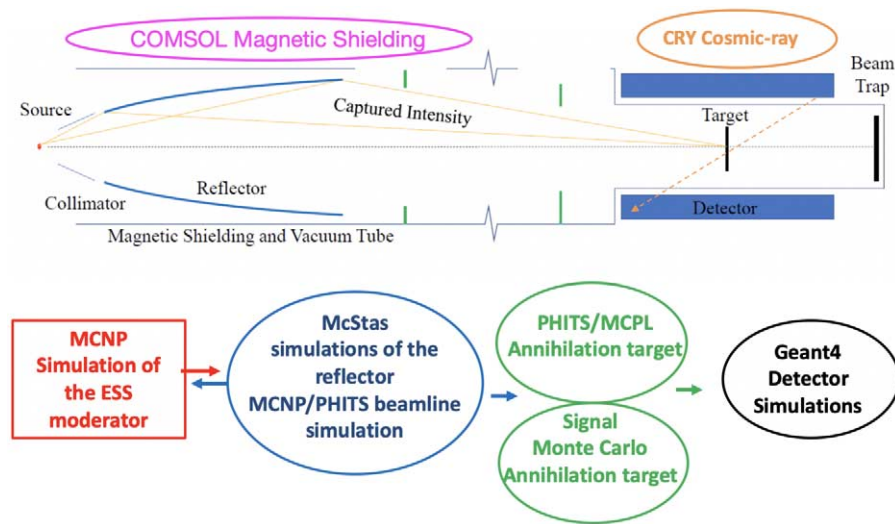 COMSOL Magnetic Shielding
CRY Cosmic-ray
Beam
Trap
Source
Captured Intensity
Target
Reflector
Collimator
Detector
Magnetic Shielding and Vacuum Tube
MCNP
Simulation of
the ESS
moderator
McStas
simulations of the
reflector
MCNP/PHITS beamline
simulation
PHITS/MCPL
Annihilation target
Signal
Monte Carlo
Annihilation target
Geant4
Detector
Simulations